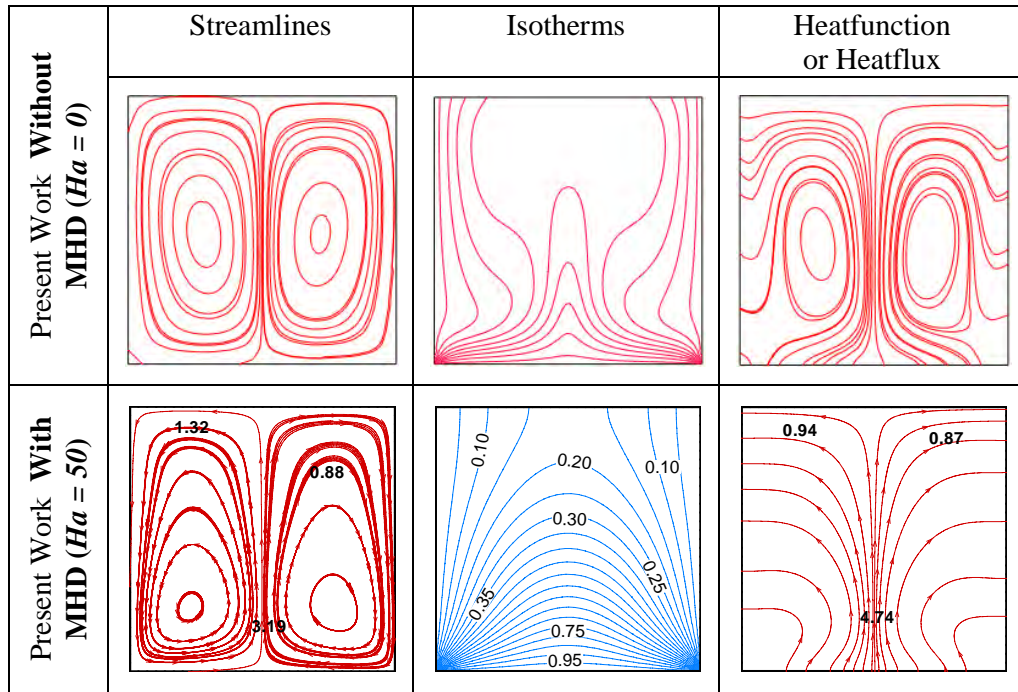 Streamlines
Isotherms
Heatfunction
or Heatflux
Present Work Without
MHD (Ha = 0)
Present Work With
MHD (Ha = 50)
1.32
0.88
3.19
0.10
0.20
0.10
0.30
0.35
0.25
0.75
0.95
0.94
0.87
4.74